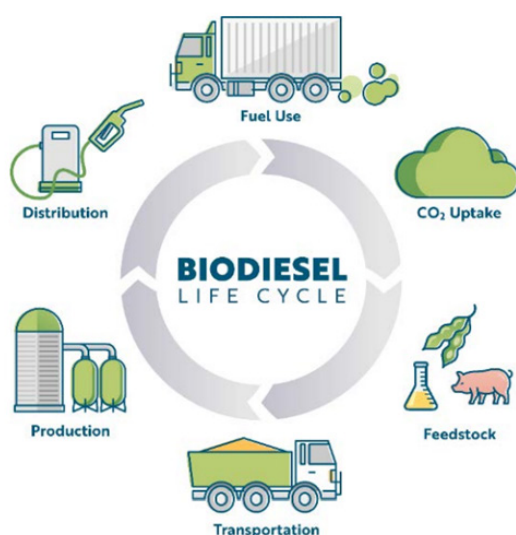 Fuel Use
Distribution
CO₂ Uptake
BIODIESEL
LIFE CYCLE
Production
Feedstock
Transportation